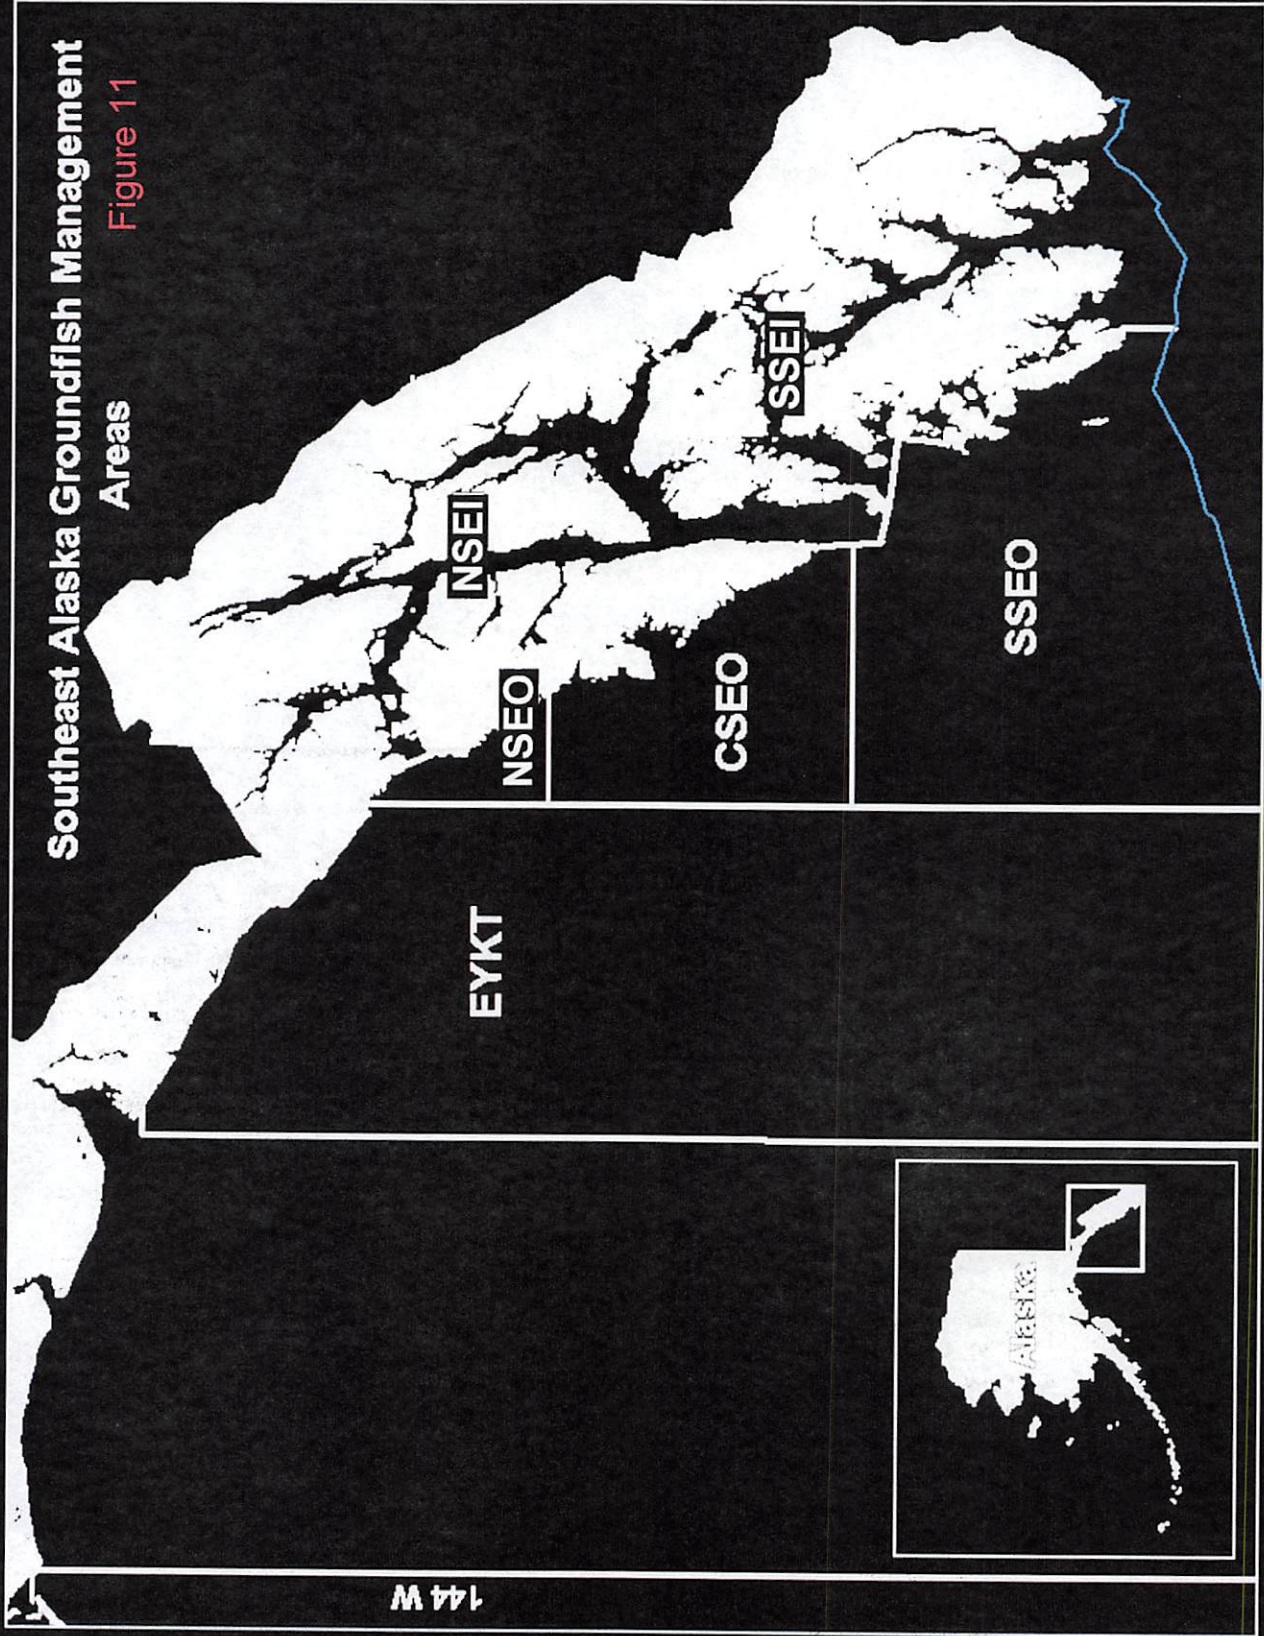 Southeast Alaska Groundfish Management
Areas
Figure 11
NSEI
SSEI
NSEO
CSEO
SSEO
EYKT
Alaska
144 W